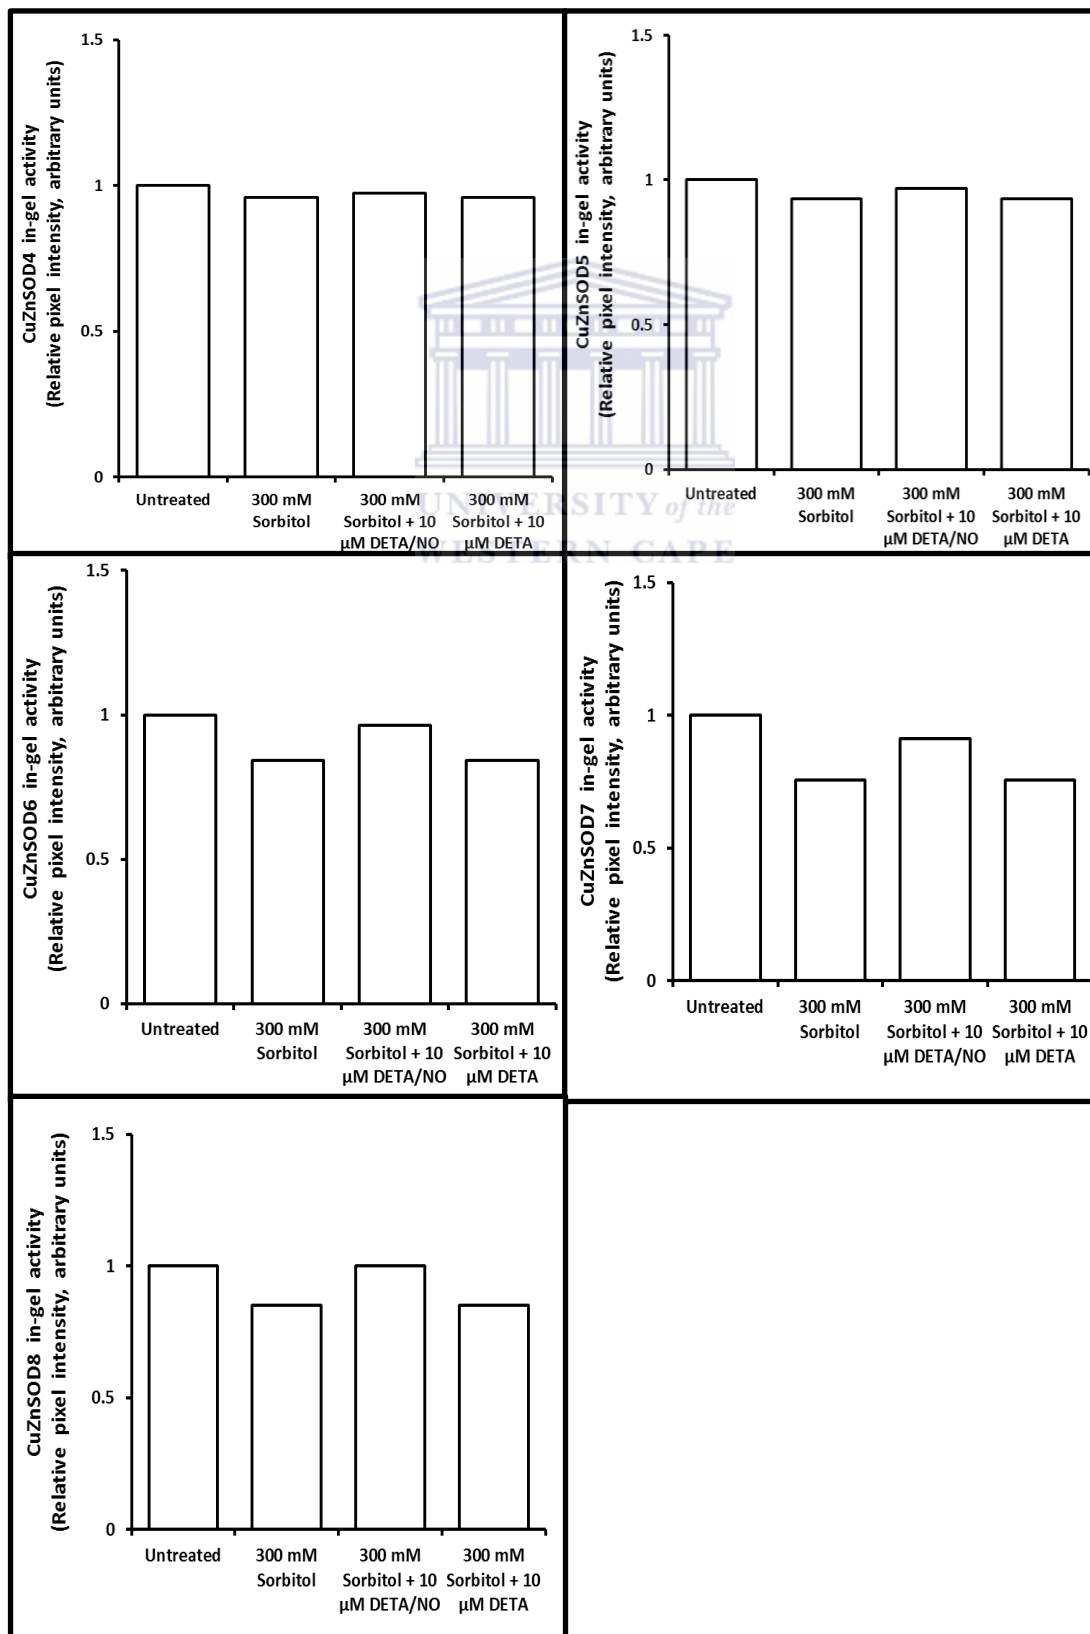 CuZnSOD4 in-gel activity
(Relative pixel intensity, arbitrary units)
1.5
1
0.5
0
Untreated
300 mM
Sorbitol
300 mM
Sorbitol + 10
µM DETA/NO
300 mM
Sorbitol + 10
µM DETA
CuZnSOD5 in-gel activity
(Relative pixel intensity, arbitrary units)
1.5
1
0.5
0
Untreated
300 mM
Sorbitol
300 mM
Sorbitol + 10
µM DETA/NO
300 mM
Sorbitol + 10
µM DETA
UNIVERSITY of the
WESTERN CAPE
CuZnSOD6 in-gel activity
(Relative pixel intensity, arbitrary units)
1.5
1
0.5
0
Untreated
300 mM
Sorbitol
300 mM
Sorbitol + 10
µM DETA/NO
300 mM
Sorbitol + 10
µM DETA
CuZnSOD7 in-gel activity
(Relative pixel intensity, arbitrary units)
1.5
1
0.5
0
Untreated
300 mM
Sorbitol
300 mM
Sorbitol + 10
µM DETA/NO
300 mM
Sorbitol + 10
µM DETA
CuZnSOD8 in-gel activity
(Relative pixel intensity, arbitrary units)
1.5
1
0.5
0
Untreated
300 mM
Sorbitol
300 mM
Sorbitol + 10
µM DETA/NO
300 mM
Sorbitol + 10
µM DETA